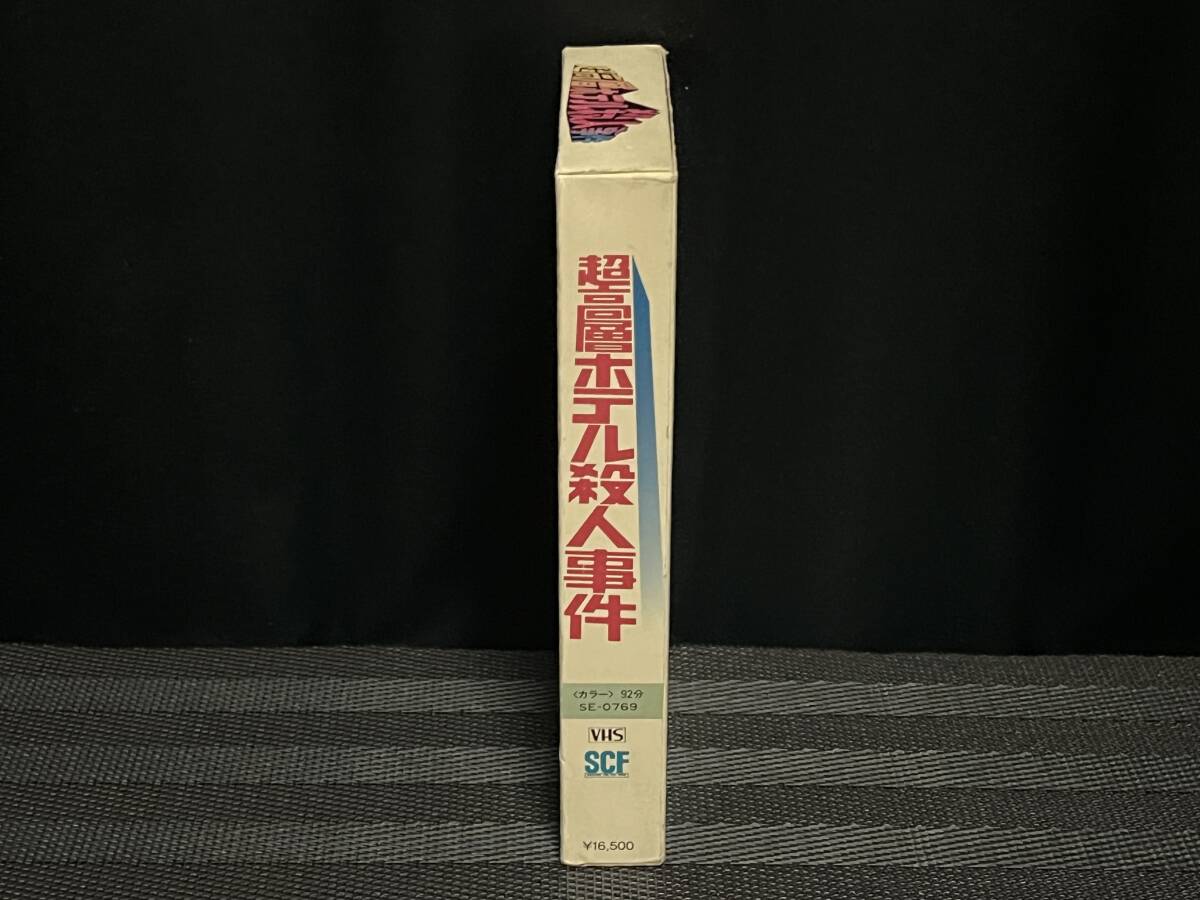 超高層ホテル殺人事件
〈カラー〉 92分
SE-0769
VHS
SCF
¥16,500